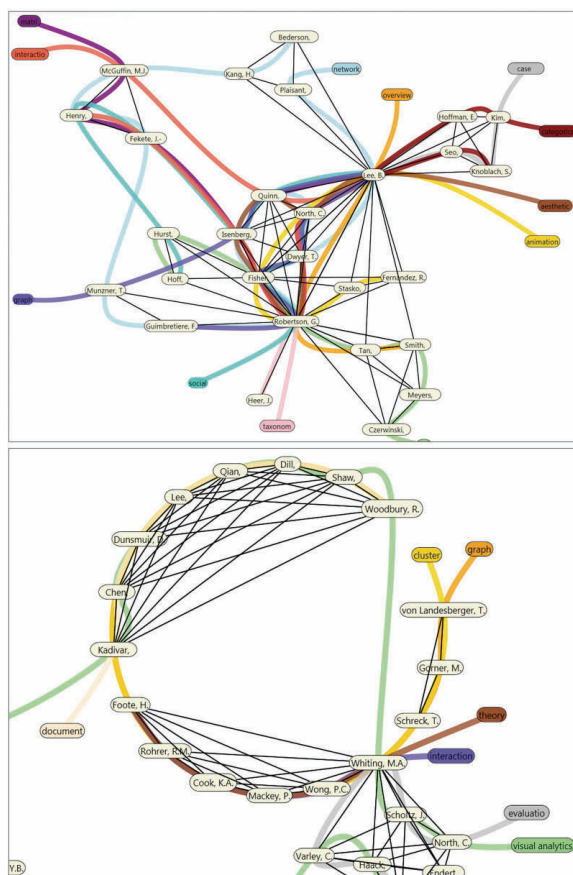 matri
Bederson,
interactio
McGuffin, M.J.
Kang, H.
network
case
Plaisant,
overview
Henry,
Hoffman, E.
Kim,
categoriz
Fekete, J.-
Seo,
Lee, B.
Knoblach, S.
Quinn,
aesthetic
North, C.
Hurst,
Isenberg,
animation
Dwyer, T.
Hoff,
Fisher,
Fernandez, R.
Stasko,
Munzner, T.
graph
Guimbretiere, F.
Robertson, G.
Smith,
Tan,
social
Meyers,
Heer, J.
taxonom
Czerwinski,
Dill,
Qian,
Shaw,
Lee,
Woodbury, R.
Dunsmuir, D.
graph
cluster
Chen,
von Landesberger, T.
Kadivar,
Gorner, M.
Foote, H.
theory
document
Schreck, T.
Rohrer, R.M.
interaction
Whiting, M.A.
Cook, K.A.
Wong, P.C.
Mackey, P.
Scholtz, J.
evaluatio
North, C.
visual analytics
Varley, C.
Haack,
Y.B.
Endert,